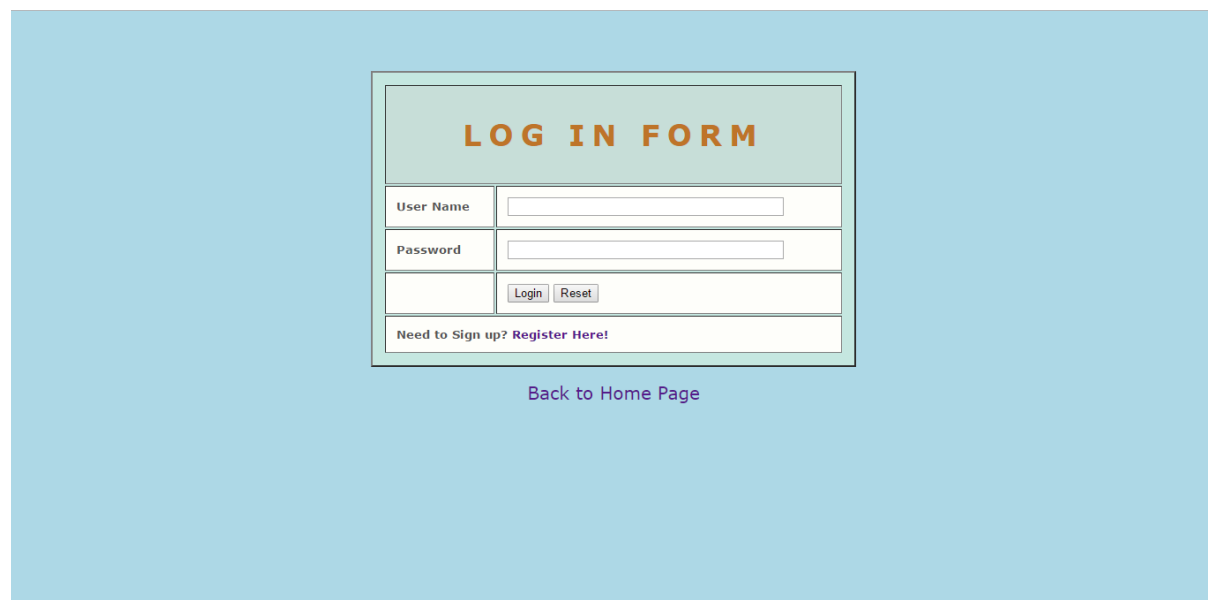 LOG IN FORM
User Name
Password
Login Reset
Need to Sign up? Register Here!
Back to Home Page